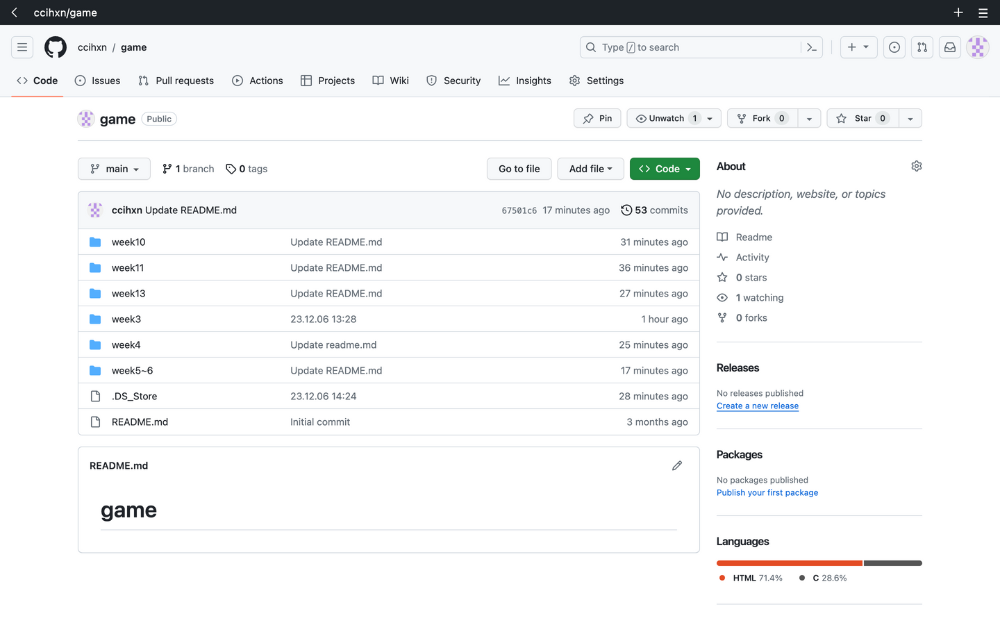 ccihxn/game
ccihxn / game
Type / to search
Code
Issues
Pull requests
Actions
Projects
Wiki
Security
Insights
Settings
game Public
Pin
Unwatch 1
Fork 0
Star 0
main
1 branch
0 tags
Go to file
Add file
Code
ccihxn Update README.md 67501c6 17 minutes ago 53 commits
week10 Update README.md 31 minutes ago
week11 Update README.md 36 minutes ago
week13 Update README.md 27 minutes ago
week3 23.12.06 13:28 1 hour ago
week4 Update readme.md 25 minutes ago
week5~6 Update README.md 17 minutes ago
.DS_Store 23.12.06 14:24 28 minutes ago
README.md Initial commit 3 months ago
README.md
game
About
No description, website, or topics
provided.
Readme
Activity
0 stars
1 watching
0 forks
Releases
No releases published
Create a new release
Packages
No packages published
Publish your first package
Languages
HTML 71.4% C 28.6%